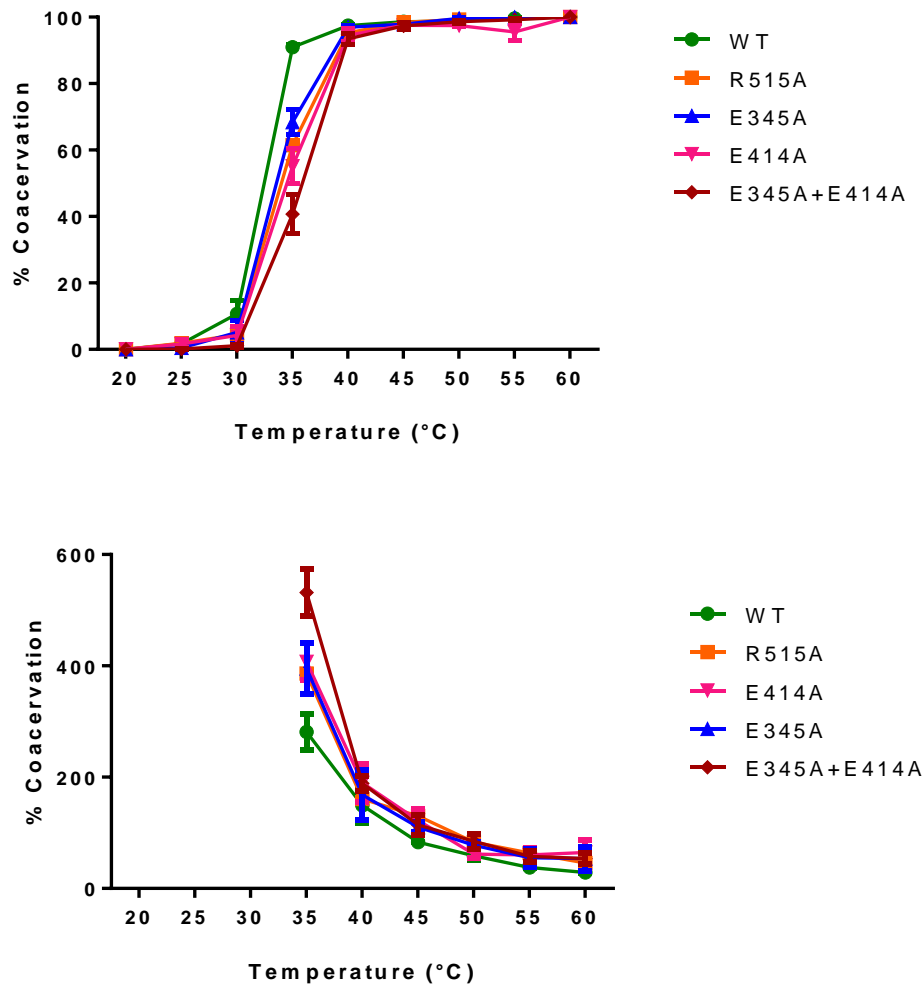 100
80
60
40
20
0
% Coacervation
20 25 30 35 40 45 50 55 60
Temperature (°C)
WT
R515A
E345A
E414A
E345A+E414A
600
400
200
0
% Coacervation
20 25 30 35 40 45 50 55 60
Temperature (°C)
WT
R515A
E414A
E345A
E345A+E414A